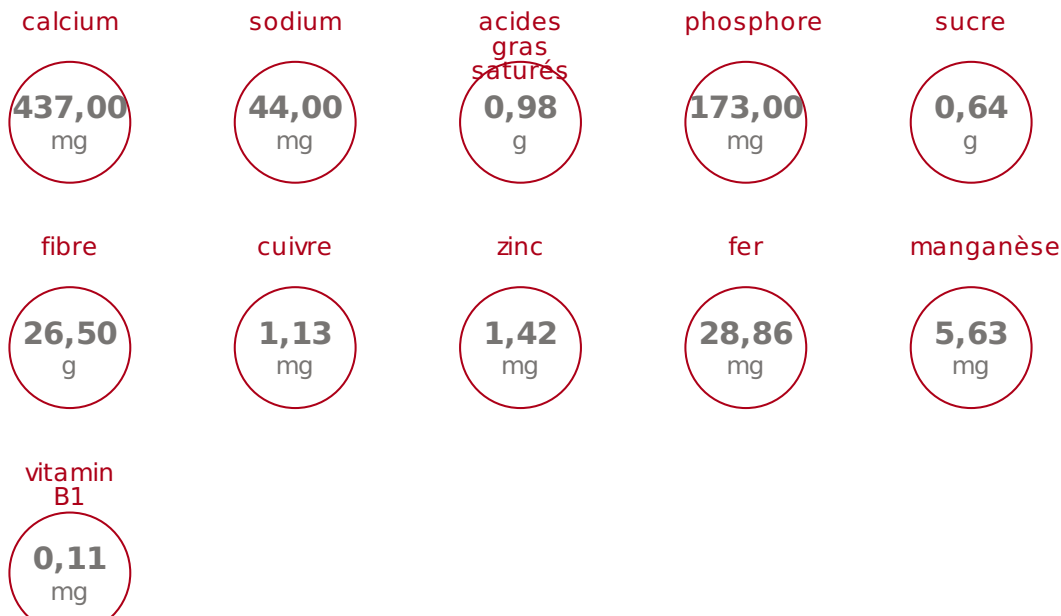 calcium
437,00
mg
sodium
44,00
mg
acides
gras
saturés
0,98
g
phosphore
173,00
mg
sucre
0,64
g
fibre
26,50
g
cuivre
1,13
mg
zinc
1,42
mg
fer
28,86
mg
manganèse
5,63
mg
vitamin
B1
0,11
mg